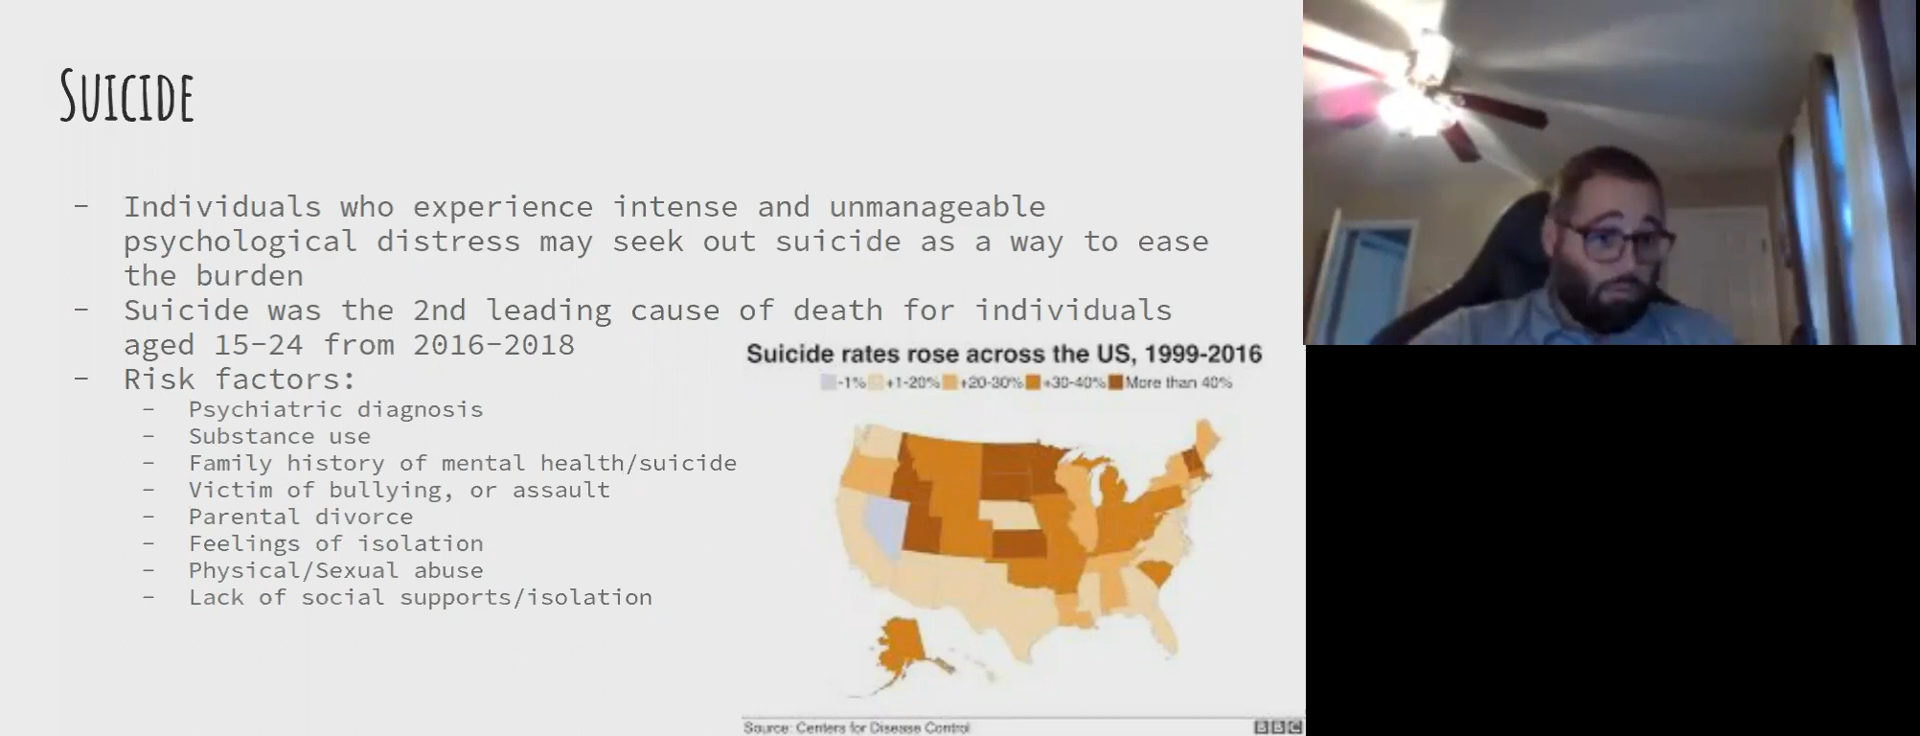 SUICIDE
- Individuals who experience intense and unmanageable
psychological distress may seek out suicide as a way to ease
the burden
- Suicide was the 2nd leading cause of death for individuals
aged 15-24 from 2016-2018
- Risk factors:
- Psychiatric diagnosis
- Substance use
- Family history of mental health/suicide
- Victim of bullying, or assault
- Parental divorce
- Feelings of isolation
- Physical/Sexual abuse
- Lack of social supports/isolation
Suicide rates rose across the US, 1999-2016
-1% +1-20% +20-30% +30-40% More than 40%
Source: Centers for Disease Control
BBC